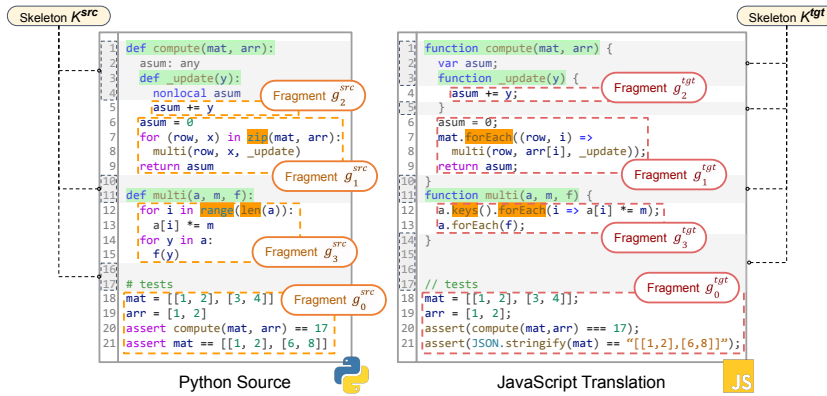 Skeleton K^src
Skeleton K^tgt
1 def compute(mat, arr):
2 asum: any
3 def _update(y):
4 nonlocal asum
5 asum += y
6 asum = 0
7 for (row, x) in zip(mat, arr):
8 multi(row, x, _update)
9 return asum
10
11 def multi(a, m, f):
12 for i in range(len(a)):
13 a[i] *= m
14 for y in a:
15 f(y)
16
17 # tests
18 mat = [[1, 2], [3, 4]]
19 arr = [1, 2]
20 assert compute(mat, arr) == 17
21 assert mat == [[1, 2], [6, 8]]
Fragment g_2^src
Fragment g_1^src
Fragment g_3^src
Fragment g_0^src
Python Source
1 function compute(mat, arr) {
2 var asum;
3 function _update(y) {
4 asum += y;
5 }
6 asum = 0;
7 mat.forEach((row, i) =>
8 multi(row, arr[i], _update));
9 return asum;
10 }
11 function multi(a, m, f) {
12 a.keys().forEach(i => a[i] *= m);
13 a.forEach(f);
14 }
15
16
17 // tests
18 mat = [[1, 2], [3, 4]];
19 arr = [1, 2];
20 assert(compute(mat,arr) === 17);
21 assert(JSON.stringify(mat) == “[[1,2],[6,8]]”);
Fragment g_2^tgt
Fragment g_1^tgt
Fragment g_3^tgt
Fragment g_0^tgt
JavaScript Translation
JS